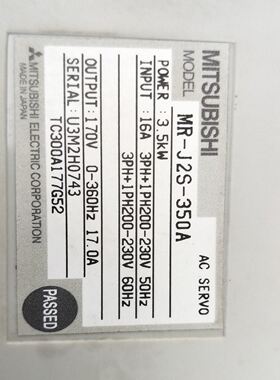 MITSUBISHI
AC SERVO
MODEL MR-J2S-350A
POWER : 3.5kW
INPUT : 16A 3PH+1PH200-230V 50Hz
3PH+1PH200-230V 60Hz
OUTPUT : 170V 0-360Hz 17.0A
SERIAL : U3M2H0743
TC300A177G52
MITSUBISHI ELECTRIC CORPORATION
MADE IN JAPAN
PASSED